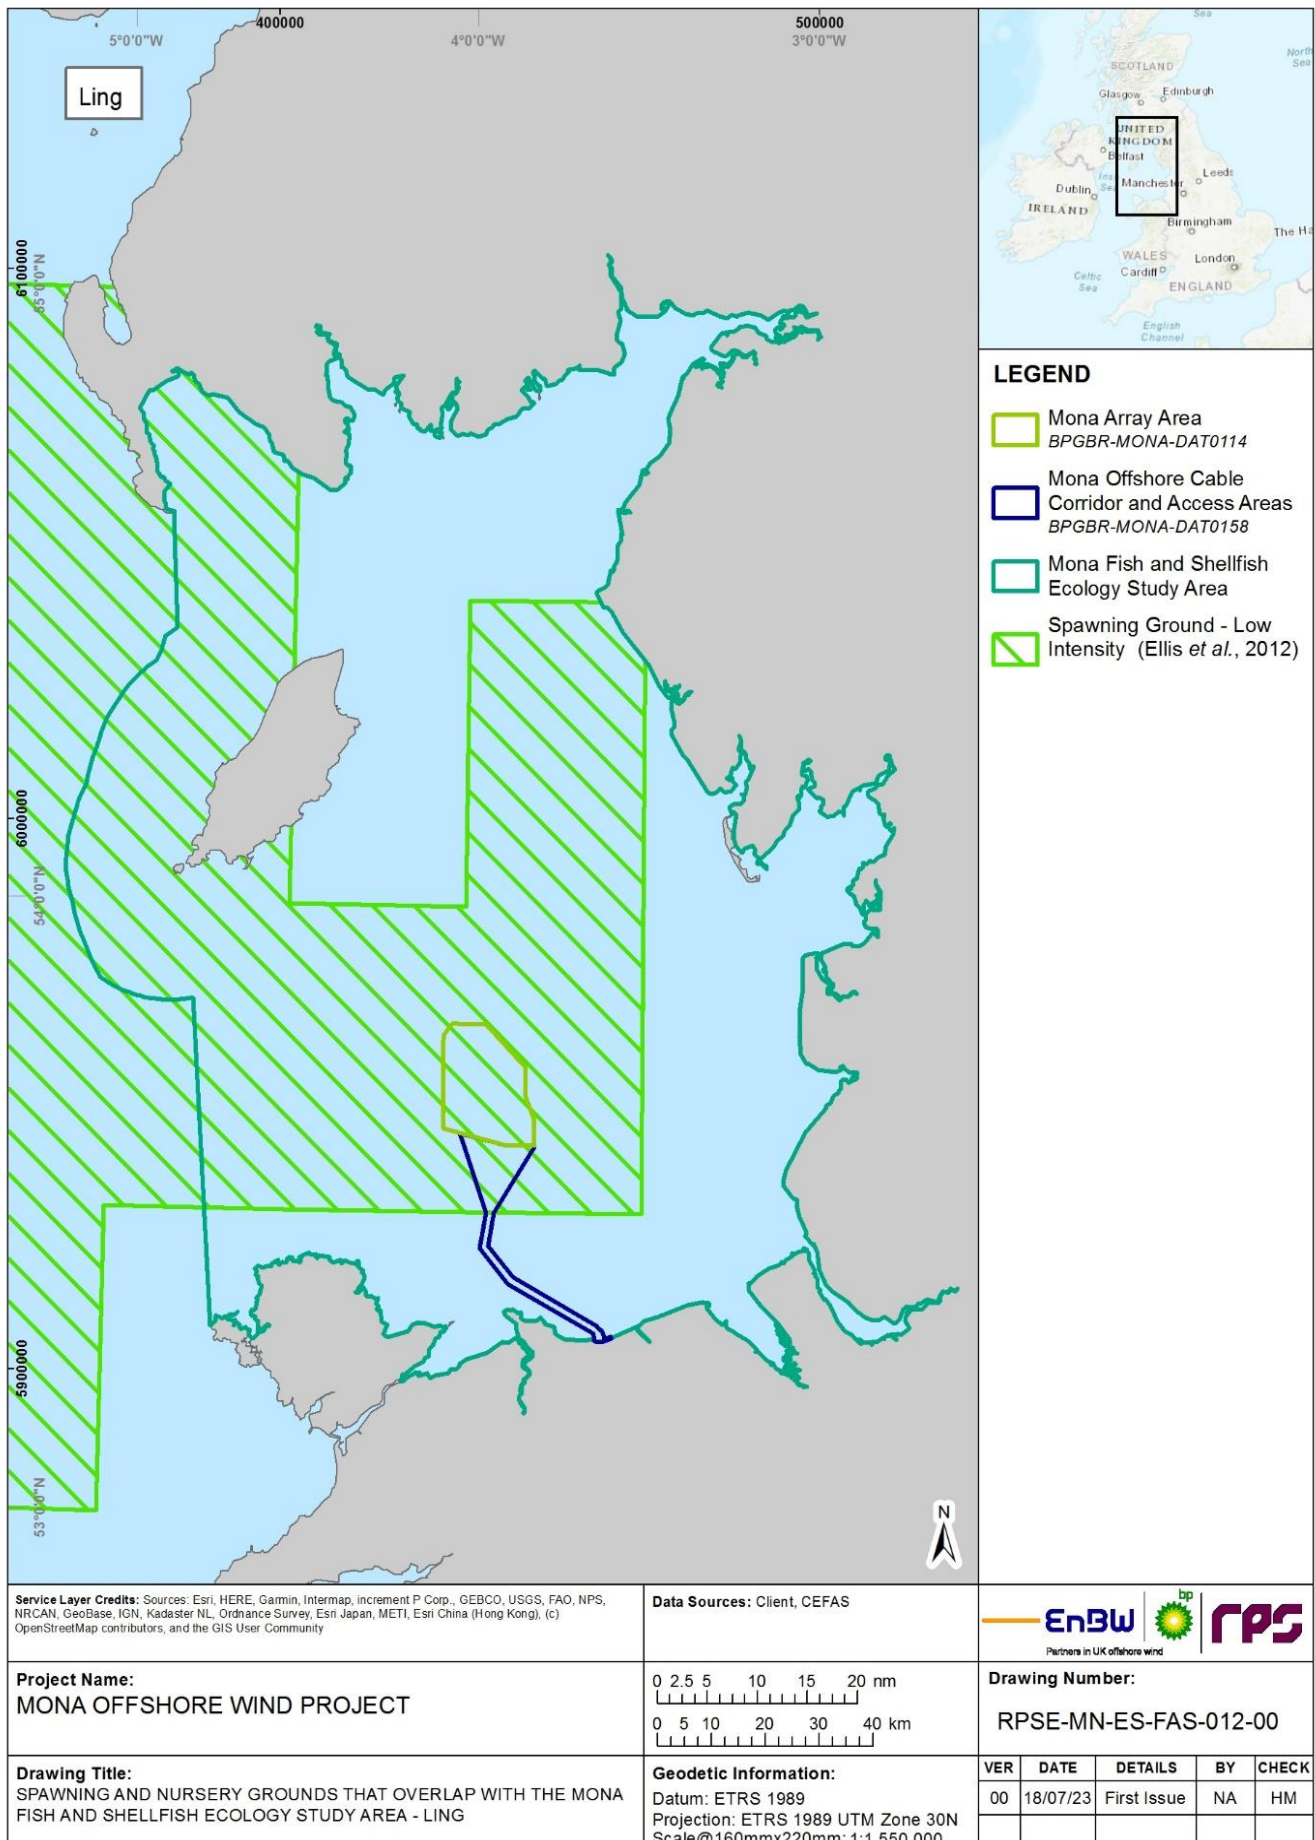 400000
500000
5°0'0"W
4°0'0"W
3°0'0"W
Ling
6100000
55°0'0"N
6000000
54°0'0"N
5900000
53°0'0"N
N
Sea
North
Sea
SCOTLAND
Glasgow
Edinburgh
UNITED
KINGDOM
Belfast
Leeds
Manchester
Dublin
IRELAND
Birmingham
The Ha
WALES
London
Cardiff
ENGLAND
Celtic
Sea
English
Channel
LEGEND
Mona Array Area
BPGBR-MONA-DAT0114
Mona Offshore Cable
Corridor and Access Areas
BPGBR-MONA-DAT0158
Mona Fish and Shellfish
Ecology Study Area
Spawning Ground - Low
Intensity (Ellis et al., 2012)
Service Layer Credits: Sources: Esri, HERE, Garmin, Intermap, increment P Corp., GEBCO, USGS, FAO, NPS,
NRCAN, GeoBase, IGN, Kadaster NL, Ordnance Survey, Esri Japan, METI, Esri China (Hong Kong), (c)
OpenStreetMap contributors, and the GIS User Community
Data Sources: Client, CEFAS
EnBW
bp
rps
Partners in UK offshore wind
Project Name:
MONA OFFSHORE WIND PROJECT
0 2.5 5 10 15 20 nm
0 5 10 20 30 40 km
Drawing Number:
RPSE-MN-ES-FAS-012-00
Drawing Title:
SPAWNING AND NURSERY GROUNDS THAT OVERLAP WITH THE MONA
FISH AND SHELLFISH ECOLOGY STUDY AREA - LING
Geodetic Information:
Datum: ETRS 1989
Projection: ETRS 1989 UTM Zone 30N
Scale@160mmx220mm: 1:1,550,000
VER DATE DETAILS BY CHECK
00 18/07/23 First Issue NA HM